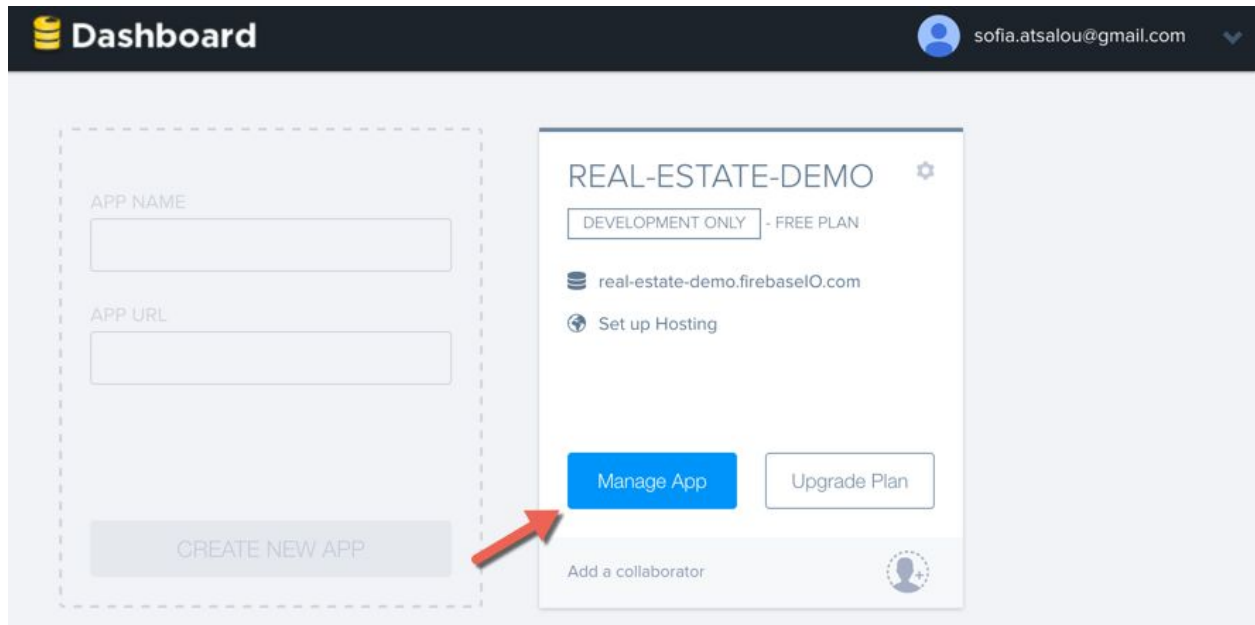 Dashboard
sofia.atsalou@gmail.com
APP NAME
APP URL
CREATE NEW APP
REAL-ESTATE-DEMO
DEVELOPMENT ONLY - FREE PLAN
real-estate-demo.firebaseIO.com
Set up Hosting
Manage App
Upgrade Plan
Add a collaborator